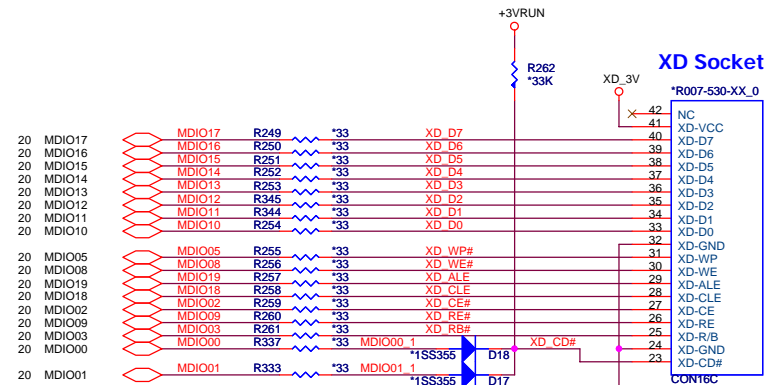 +3VRUN
XD Socket
R262
*33K
XD_3V
*R007-530-XX_0
42 NC
41 XD-VCC
20 MDIO17 MDIO17 R249 *33 XD_D7 40 XD-D7
20 MDIO16 MDIO16 R250 *33 XD_D6 39 XD-D6
20 MDIO15 MDIO15 R251 *33 XD_D5 38 XD-D5
20 MDIO14 MDIO14 R252 *33 XD_D4 37 XD-D4
20 MDIO13 MDIO13 R253 *33 XD_D3 36 XD-D3
20 MDIO12 MDIO12 R345 *33 XD_D2 35 XD-D2
20 MDIO11 MDIO11 R344 *33 XD_D1 34 XD-D1
20 MDIO10 MDIO10 R254 *33 XD_D0 33 XD-D0
32 XD-GND
20 MDIO05 MDIO05 R255 *33 XD_WP# 31 XD-WP
20 MDIO08 MDIO08 R256 *33 XD_WE# 30 XD-WE
20 MDIO19 MDIO19 R257 *33 XD_ALE 29 XD-ALE
20 MDIO18 MDIO18 R258 *33 XD_CLE 28 XD-CLE
20 MDIO02 MDIO02 R259 *33 XD_CE# 27 XD-CE
20 MDIO09 MDIO09 R260 *33 XD_RE# 26 XD-RE
20 MDIO03 MDIO03 R261 *33 XD_RB# 25 XD-R/B
20 MDIO00 MDIO00 R337 *33 MDIO00_1 XD_CD# 24 XD-GND
*1SS355 D18 23 XD-CD#
20 MDIO01 MDIO01 R333 *33 MDIO01_1
*1SS355 D17 CON16C